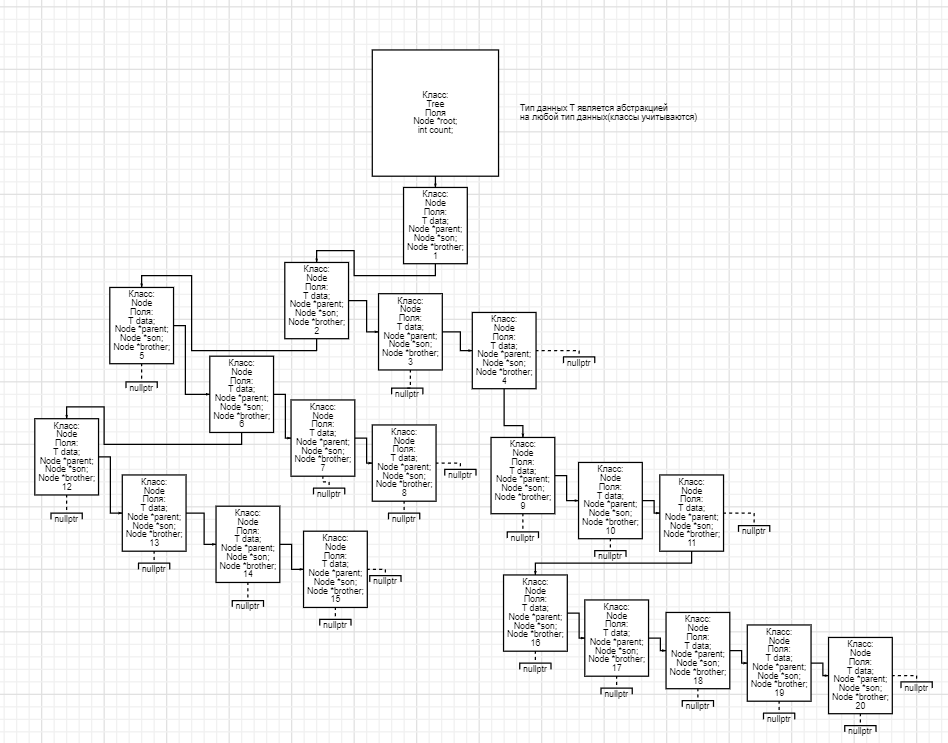 Класс:
Tree
Поля
Node *root;
int count;
Тип данных T является абстракцией
на любой тип данных(классы учитываются)
Класс:
Node
Поля:
T data;
Node *parent;
Node *son;
Node *brother;
1
Класс:
Node
Поля:
T data;
Node *parent;
Node *son;
Node *brother;
2
Класс:
Node
Поля:
T data;
Node *parent;
Node *son;
Node *brother;
3
nullptr
Класс:
Node
Поля:
T data;
Node *parent;
Node *son;
Node *brother;
4
nullptr
Класс:
Node
Поля:
T data;
Node *parent;
Node *son;
Node *brother;
5
nullptr
Класс:
Node
Поля:
T data;
Node *parent;
Node *son;
Node *brother;
6
Класс:
Node
Поля:
T data;
Node *parent;
Node *son;
Node *brother;
7
nullptr
Класс:
Node
Поля:
T data;
Node *parent;
Node *son;
Node *brother;
8
nullptr
nullptr
Класс:
Node
Поля:
T data;
Node *parent;
Node *son;
Node *brother;
9
nullptr
Класс:
Node
Поля:
T data;
Node *parent;
Node *son;
Node *brother;
10
nullptr
Класс:
Node
Поля:
T data;
Node *parent;
Node *son;
Node *brother;
11
nullptr
Класс:
Node
Поля:
T data;
Node *parent;
Node *son;
Node *brother;
12
nullptr
Класс:
Node
Поля:
T data;
Node *parent;
Node *son;
Node *brother;
13
nullptr
Класс:
Node
Поля:
T data;
Node *parent;
Node *son;
Node *brother;
14
nullptr
Класс:
Node
Поля:
T data;
Node *parent;
Node *son;
Node *brother;
15
nullptr
nullptr
Класс:
Node
Поля:
T data;
Node *parent;
Node *son;
Node *brother;
16
nullptr
Класс:
Node
Поля:
T data;
Node *parent;
Node *son;
Node *brother;
17
nullptr
Класс:
Node
Поля:
T data;
Node *parent;
Node *son;
Node *brother;
18
nullptr
Класс:
Node
Поля:
T data;
Node *parent;
Node *son;
Node *brother;
19
nullptr
Класс:
Node
Поля:
T data;
Node *parent;
Node *son;
Node *brother;
20
nullptr
nullptr